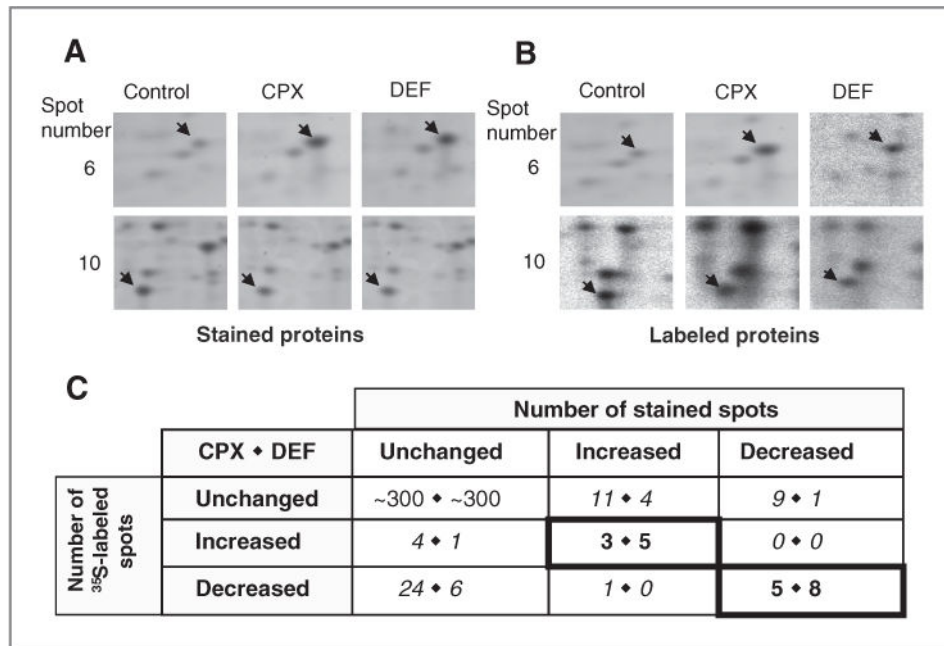 A
B
Control CPX DEF
Control CPX DEF
Spot number
6
10
Spot number
6
10
Stained proteins
Labeled proteins
C
Number of stained spots
CPX ◆ DEF Unchanged Increased Decreased
Number of ³⁵S-labeled spots
Unchanged ~300 ◆ ~300 11 ◆ 4 9 ◆ 1
Increased 4 ◆ 1 3 ◆ 5 0 ◆ 0
Decreased 24 ◆ 6 1 ◆ 0 5 ◆ 8